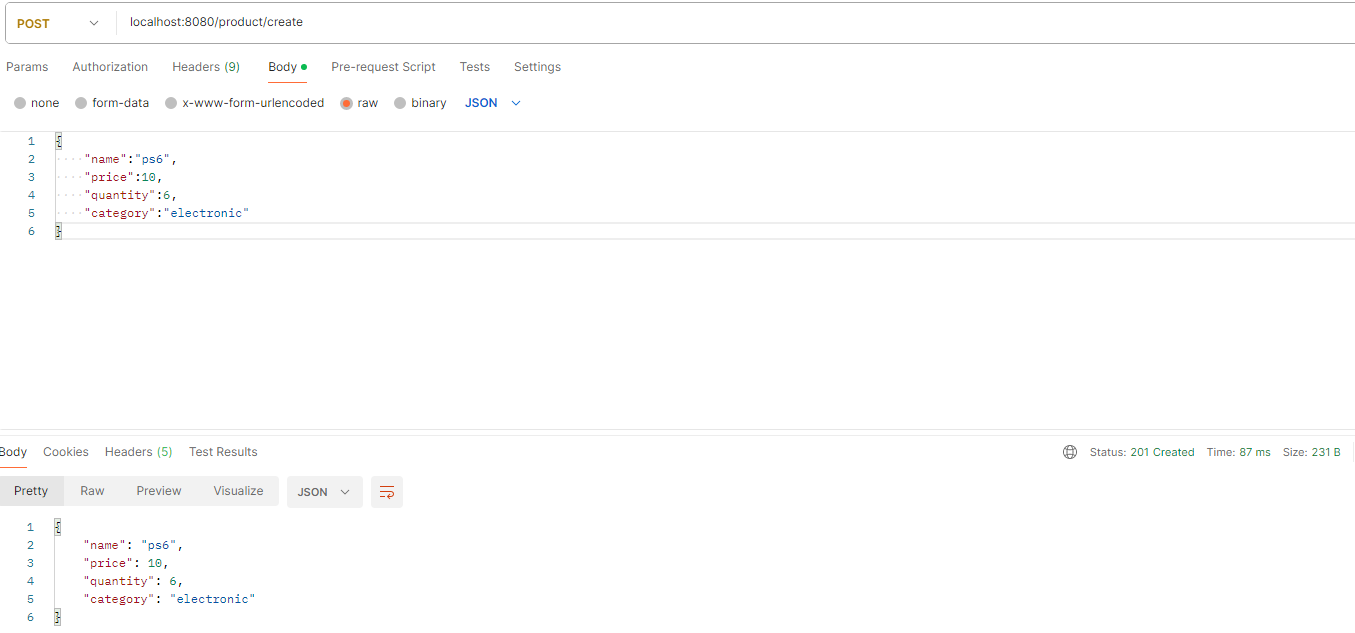 POST localhost:8080/product/create
Params Authorization Headers (9) Body Pre-request Script Tests Settings
none form-data x-www-form-urlencoded raw binary JSON
1 {
2 "name":"ps6",
3 "price":10,
4 "quantity":6,
5 "category":"electronic"
6 }
Body Cookies Headers (5) Test Results Status: 201 Created Time: 87 ms Size: 231 B
Pretty Raw Preview Visualize JSON
1 {
2 "name": "ps6",
3 "price": 10,
4 "quantity": 6,
5 "category": "electronic"
6 }